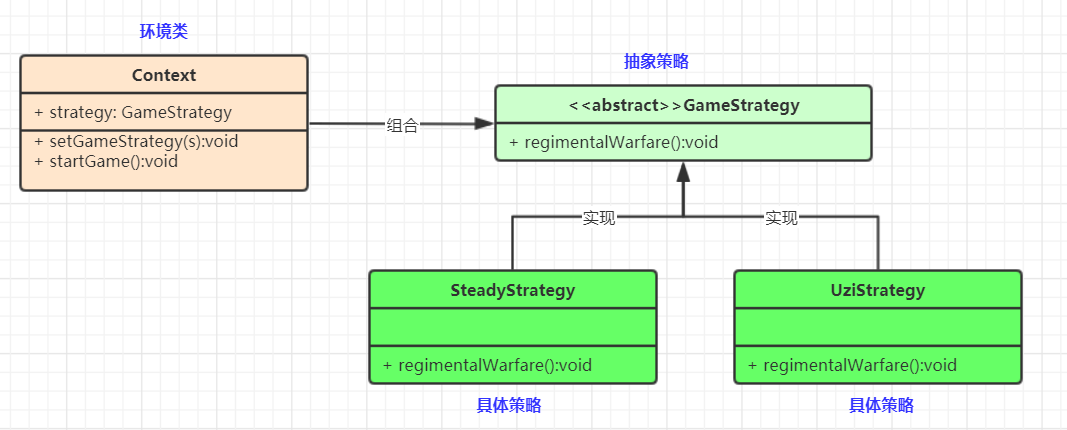 环境类
Context
+ strategy: GameStrategy
+ setGameStrategy(s):void
+ startGame():void
组合
抽象策略
<<abstract>>GameStrategy
+ regimentalWarfare():void
实现
实现
SteadyStrategy
+ regimentalWarfare():void
具体策略
UziStrategy
+ regimentalWarfare():void
具体策略